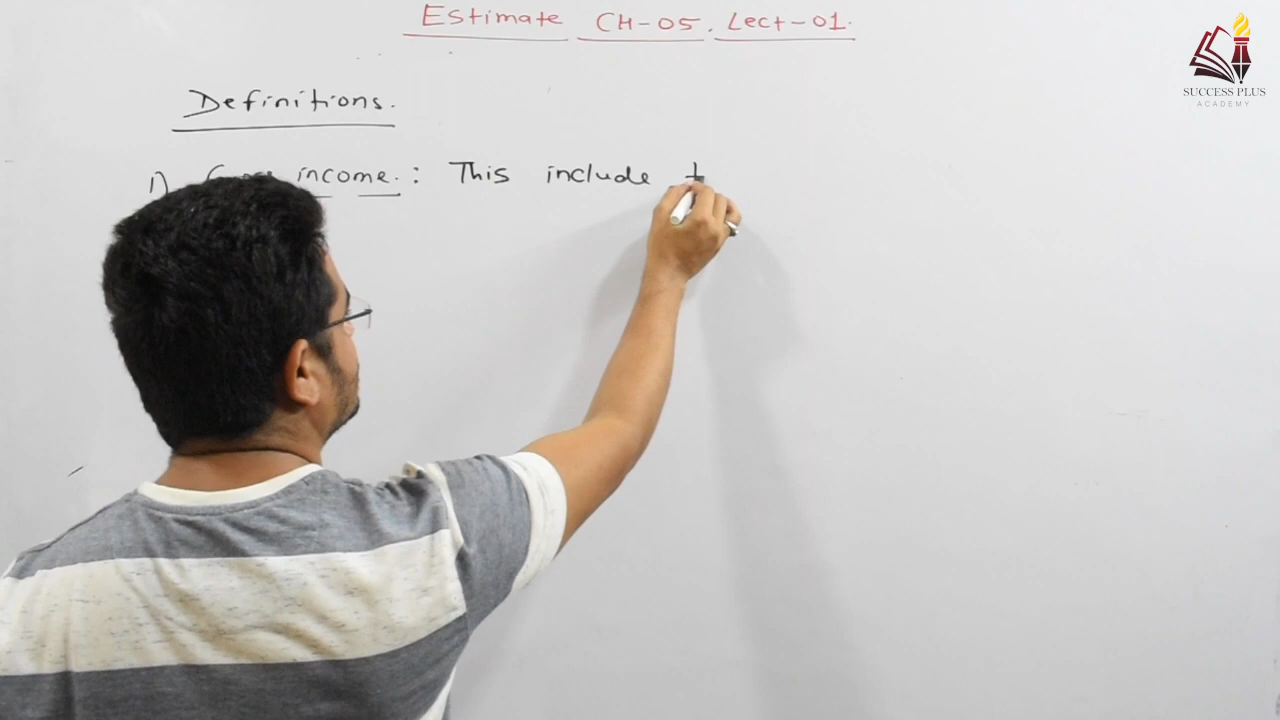 Estimate CH-05. Lect-01.
SUCCESS PLUS
ACADEMY
Definitions.
1) income. : This include